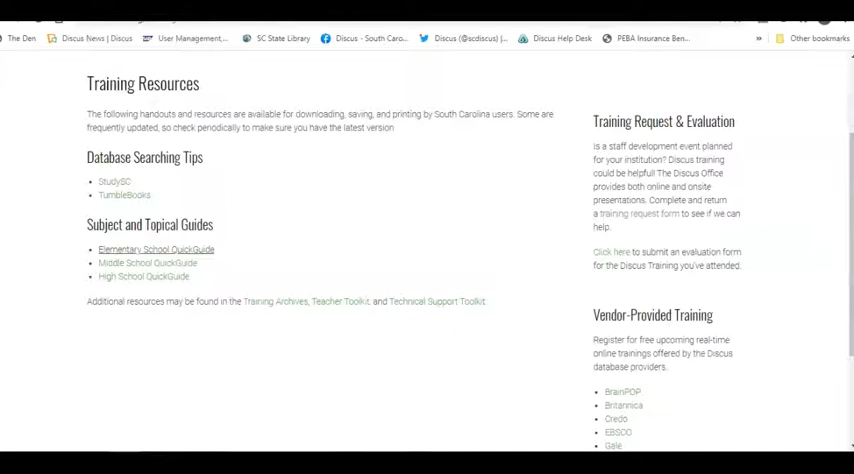 The Den
Discus News | Discus
User Management,...
SC State Library
Discus - South Caro...
Discus (@scdiscus) |...
Discus Help Desk
PEBA Insurance Ben...
»
Other bookmarks
Training Resources
The following handouts and resources are available for downloading, saving, and printing by South Carolina users. Some are
frequently updated, so check periodically to make sure you have the latest version
Database Searching Tips
• StudySC
• TumbleBooks
Subject and Topical Guides
• Elementary School QuickGuide
• Middle School QuickGuide
• High School QuickGuide
Additional resources may be found in the Training Archives, Teacher Toolkit, and Technical Support Toolkit
Training Request & Evaluation
Is a staff development event planned
for your institution? Discus training
could be helpful! The Discus Office
provides both online and onsite
presentations. Complete and return
a training request form to see if we can
help.
Click here to submit an evaluation form
for the Discus Training you've attended.
Vendor-Provided Training
Register for free upcoming real-time
online trainings offered by the Discus
database providers.
• BrainPOP
• Britannica
• Credo
• EBSCO
• Gale